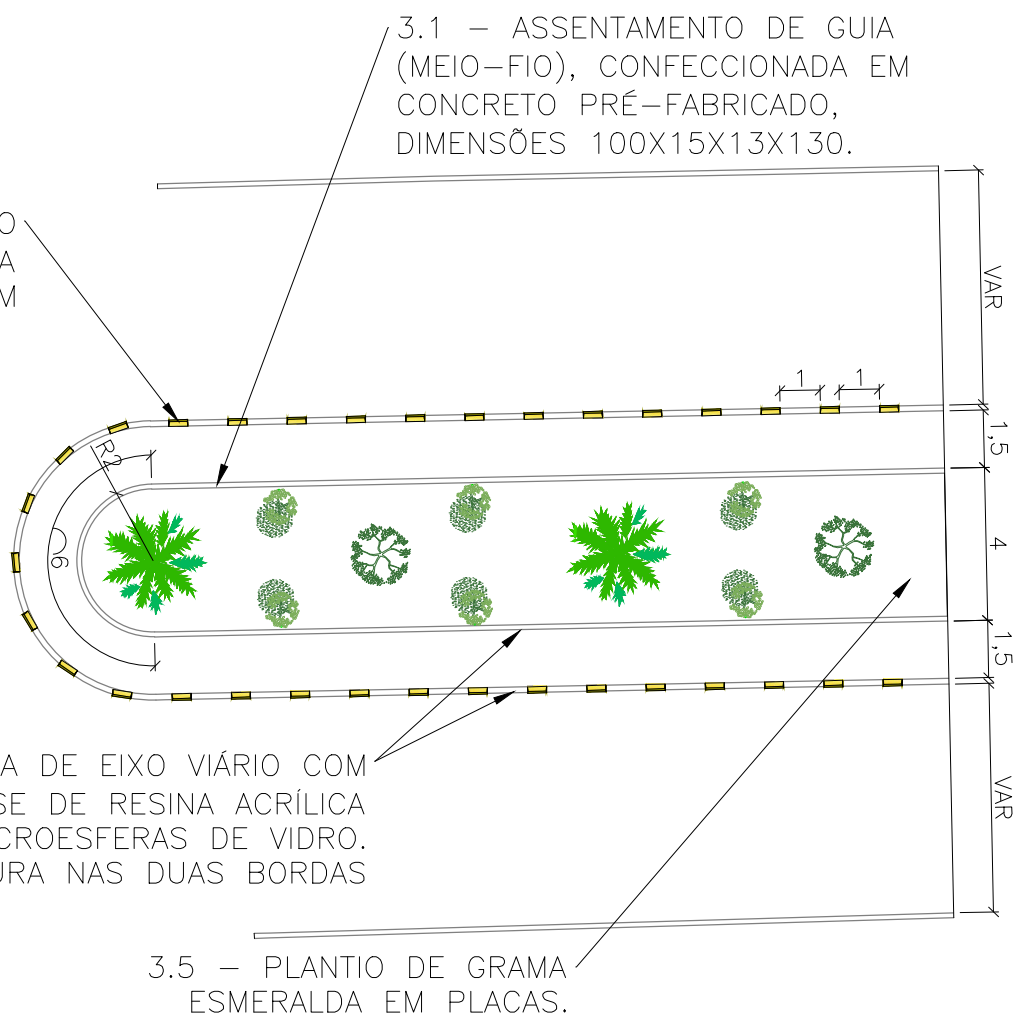 3.1 – ASSENTAMENTO DE GUIA
(MEIO–FIO), CONFECCIONADA EM
CONCRETO PRÉ–FABRICADO,
DIMENSÕES 100X15X13X130.
O
A
M
VAR
1
1
1,5
R2
4
6
1,5
VAR
A DE EIXO VIÁRIO COM
SE DE RESINA ACRÍLICA
CROESFERAS DE VIDRO.
URA NAS DUAS BORDAS
3.5 – PLANTIO DE GRAMA
ESMERALDA EM PLACAS.